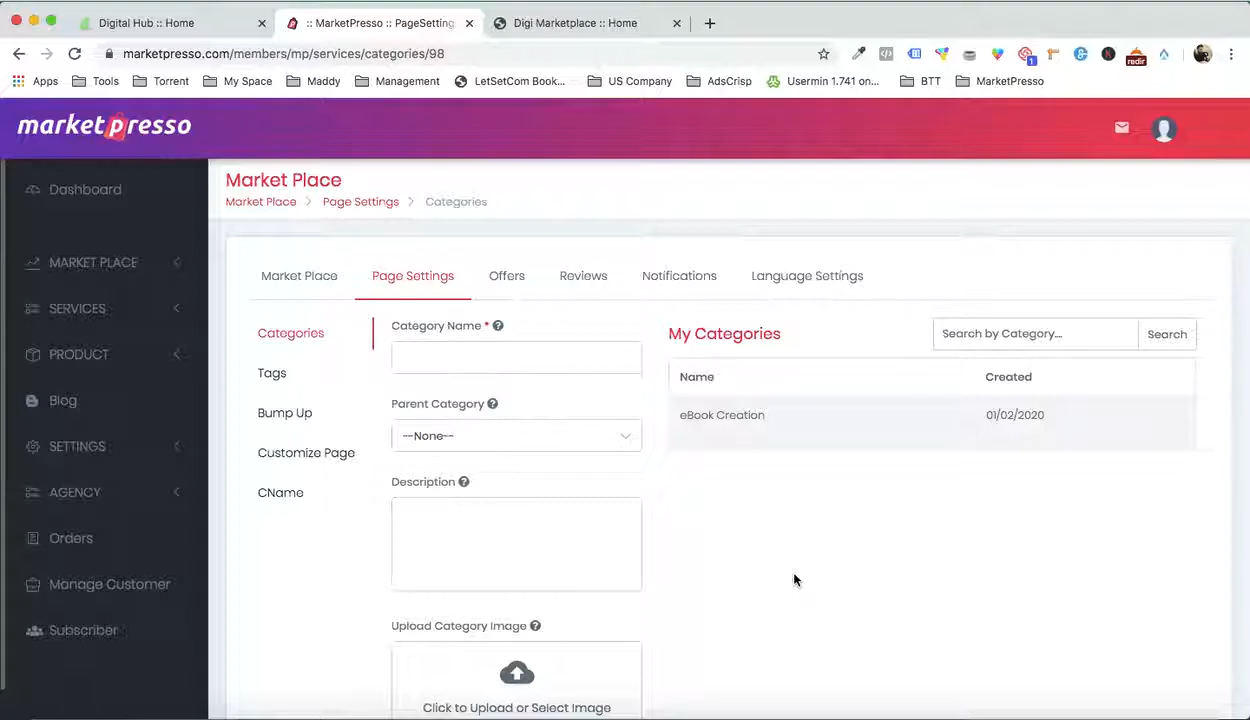 Digital Hub :: Home
:: MarketPresso :: PageSetting
Digi Marketplace :: Home
marketpresso.com/members/mp/services/categories/98
1
redir
Apps
Tools
Torrent
My Space
Maddy
Management
LetSetCom Book...
US Company
AdsCrisp
Usermin 1.741 on...
BTT
MarketPresso
marketpresso
Dashboard
MARKET PLACE
SERVICES
PRODUCT
Blog
SETTINGS
AGENCY
Orders
Manage Customer
Subscriber
Market Place
Market Place > Page Settings > Categories
Market Place
Page Settings
Offers
Reviews
Notifications
Language Settings
Categories
Tags
Bump Up
Customize Page
CName
Category Name *
Parent Category
--None--
Description
Upload Category Image
Click to Upload or Select Image
My Categories
Search by Category....
Search
Name
Created
eBook Creation
01/02/2020